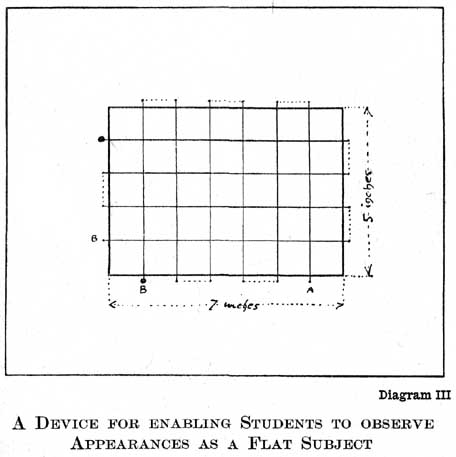 B
5 inches
B
A
7 inches
Diagram III
A DEVICE FOR ENABLING STUDENTS TO OBSERVE
APPEARANCES AS A FLAT SUBJECT